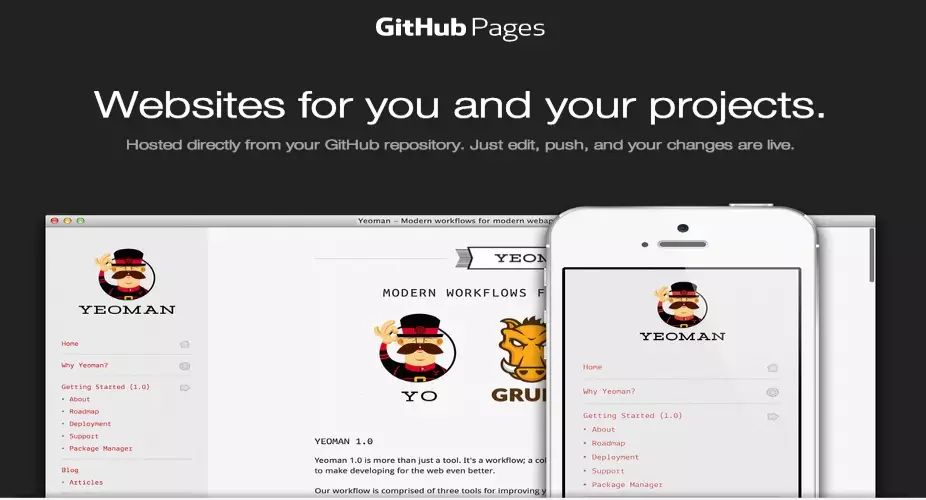 GitHub Pages
Websites for you and your projects.
Hosted directly from your GitHub repository. Just edit, push, and your changes are live.
Yeoman – Modern workflows for modern webap
YEOMAN
Home
Why Yeoman?
Getting Started (1.0)
• About
• Roadmap
• Deployment
• Support
• Package Manager
Blog
• Articles
YEOM
MODERN WORKFLOWS F
YO
GRU
YEOMAN 1.0
Yeoman 1.0 is more than just a tool. It's a workflow; a col
to make developing for the web even better.
Our workflow is comprised of three tools for improving y
YEOMAN
Home
Why Yeoman?
Getting Started (1.0)
• About
• Roadmap
• Deployment
• Support
• Package Manager